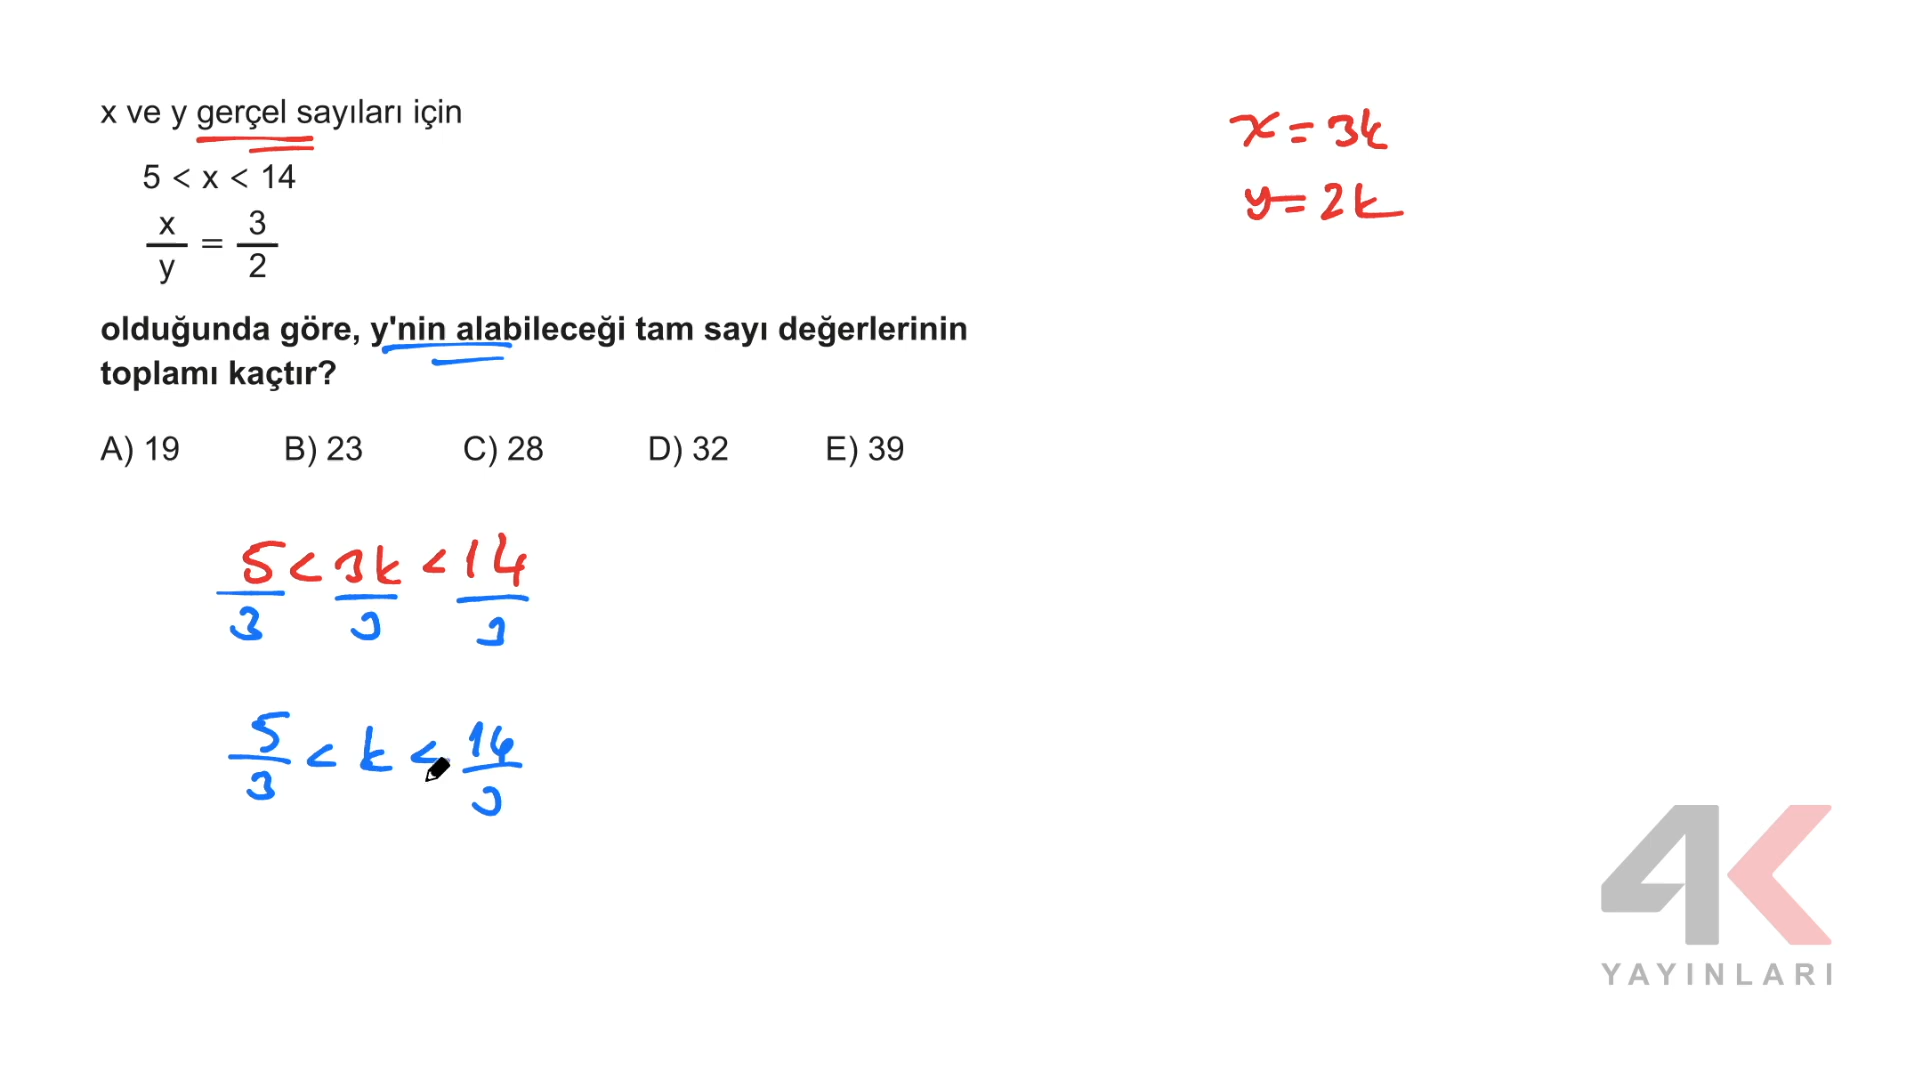 x ve y gerçel sayıları için
5 < x < 14
x/y = 3/2
olduğunda göre, y'nin alabileceği tam sayı değerlerinin
toplamı kaçtır?
A) 19 B) 23 C) 28 D) 32 E) 39
x = 3k
y = 2k
5/3 < 3k/3 < 14/3
5/3 < k < 14/3
4K
YAYINLARI